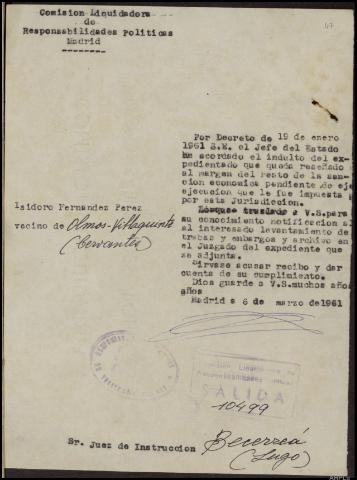 47
Comision Liquidadora
de
Responsabilidades Politicas
Madrid
Por Decreto de 19 de enero
1961 S.E. el Jefe del Estado
ha acordado el indulto del ex-
pedientado que queda reseñado
al margen del resto de la san-
cion economica pendiente de eje
ejecucion que le fue impuesta p
por esta Jurisdiccion.
Loque traslado a V.S.para
su conocimiento notificacion al
al interesado levantamiento de
trabas y embargos y archivo en
el Juzgado del expediente que
se adjunta.
Sirvase acusar recibo y dar
cuenta de su cumplimiento.
Dios guarde a V.S.muchos años
años
Madrid a 6 de marzo de1961
Isidoro Fernandez Perez
vecino de Olmos-Villaquinte
(Cervantes)
SALIDA
10499
Sr. Juez de Instruccion Becerreá
(Lugo)